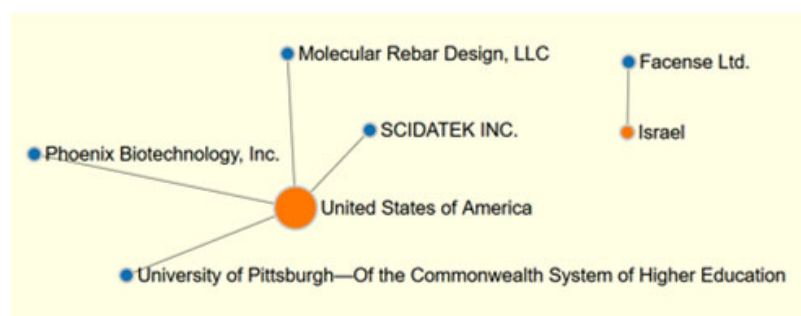 Molecular Rebar Design, LLC
Facense Ltd.
SCIDATEK INC.
Israel
Phoenix Biotechnology, Inc.
United States of America
University of Pittsburgh—Of the Commonwealth System of Higher Education